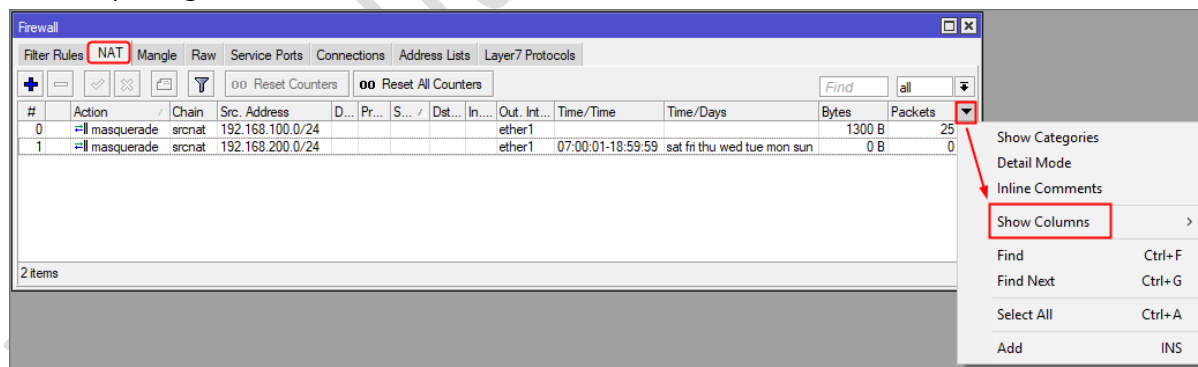 Firewall
Filter Rules NAT Mangle Raw Service Ports Connections Address Lists Layer7 Protocols
00 Reset Counters 00 Reset All Counters Find all
# Action Chain Src. Address D... Pr... S... Dst... In.... Out. Int... Time/Time Time/Days Bytes Packets
0 masquerade srcnat 192.168.100.0/24 ether1 1300 B 25
1 masquerade srcnat 192.168.200.0/24 ether1 07:00:01-18:59:59 sat fri thu wed tue mon sun 0 B 0
2 items
Show Categories
Detail Mode
Inline Comments
Show Columns
Find Ctrl+F
Find Next Ctrl+G
Select All Ctrl+A
Add INS